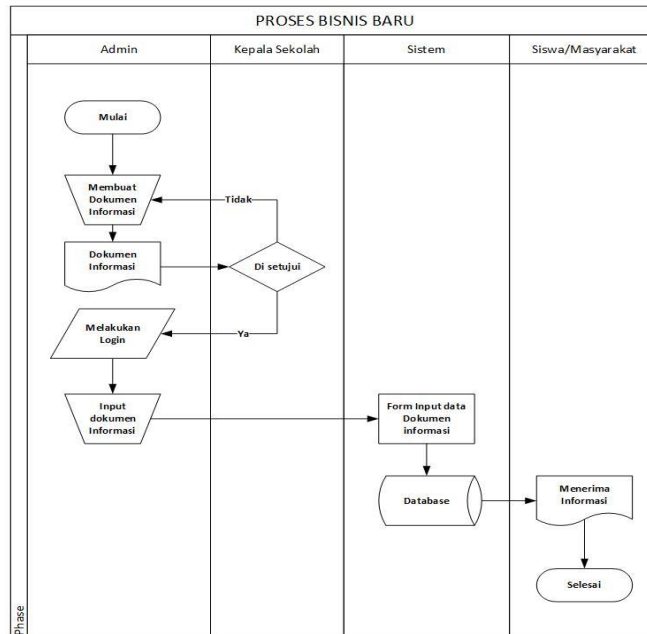 PROSES BISNIS BARU
Admin
Kepala Sekolah
Sistem
Siswa/Masyarakat
Mulai
Membuat
Dokumen
Informasi
Tidak
Dokumen
Informasi
Di setujui
Melakukan
Login
Ya
Input
dokumen
Informasi
Form Input data
Dokumen
informasi
Database
Menerima
Informasi
Selesai
Phase